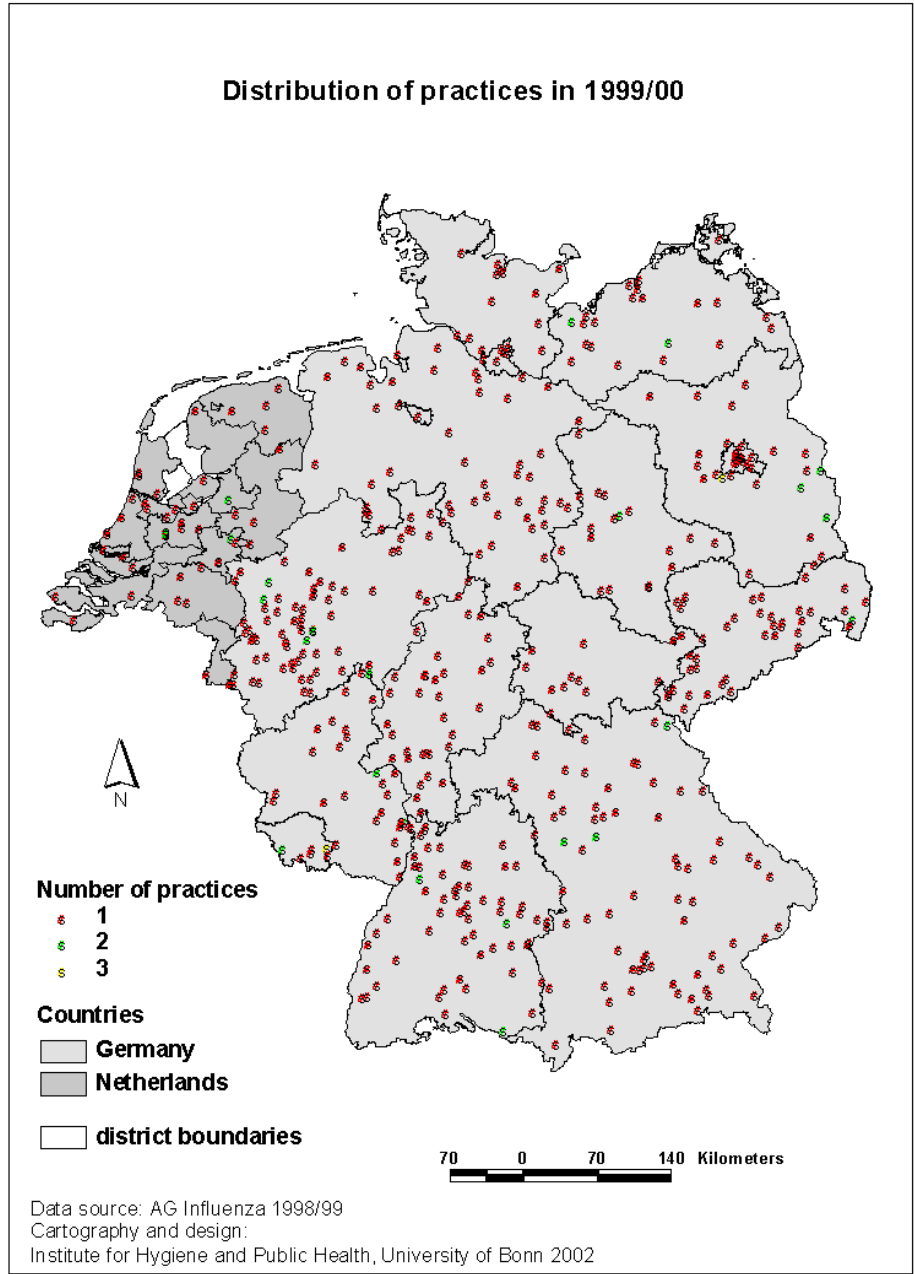 Distribution of practices in 1999/00
N
Number of practices
1
2
3
Countries
Germany
Netherlands
district boundaries
70 0 70 140 Kilometers
Data source: AG Influenza 1998/99
Cartography and design:
Institute for Hygiene and Public Health, University of Bonn 2002